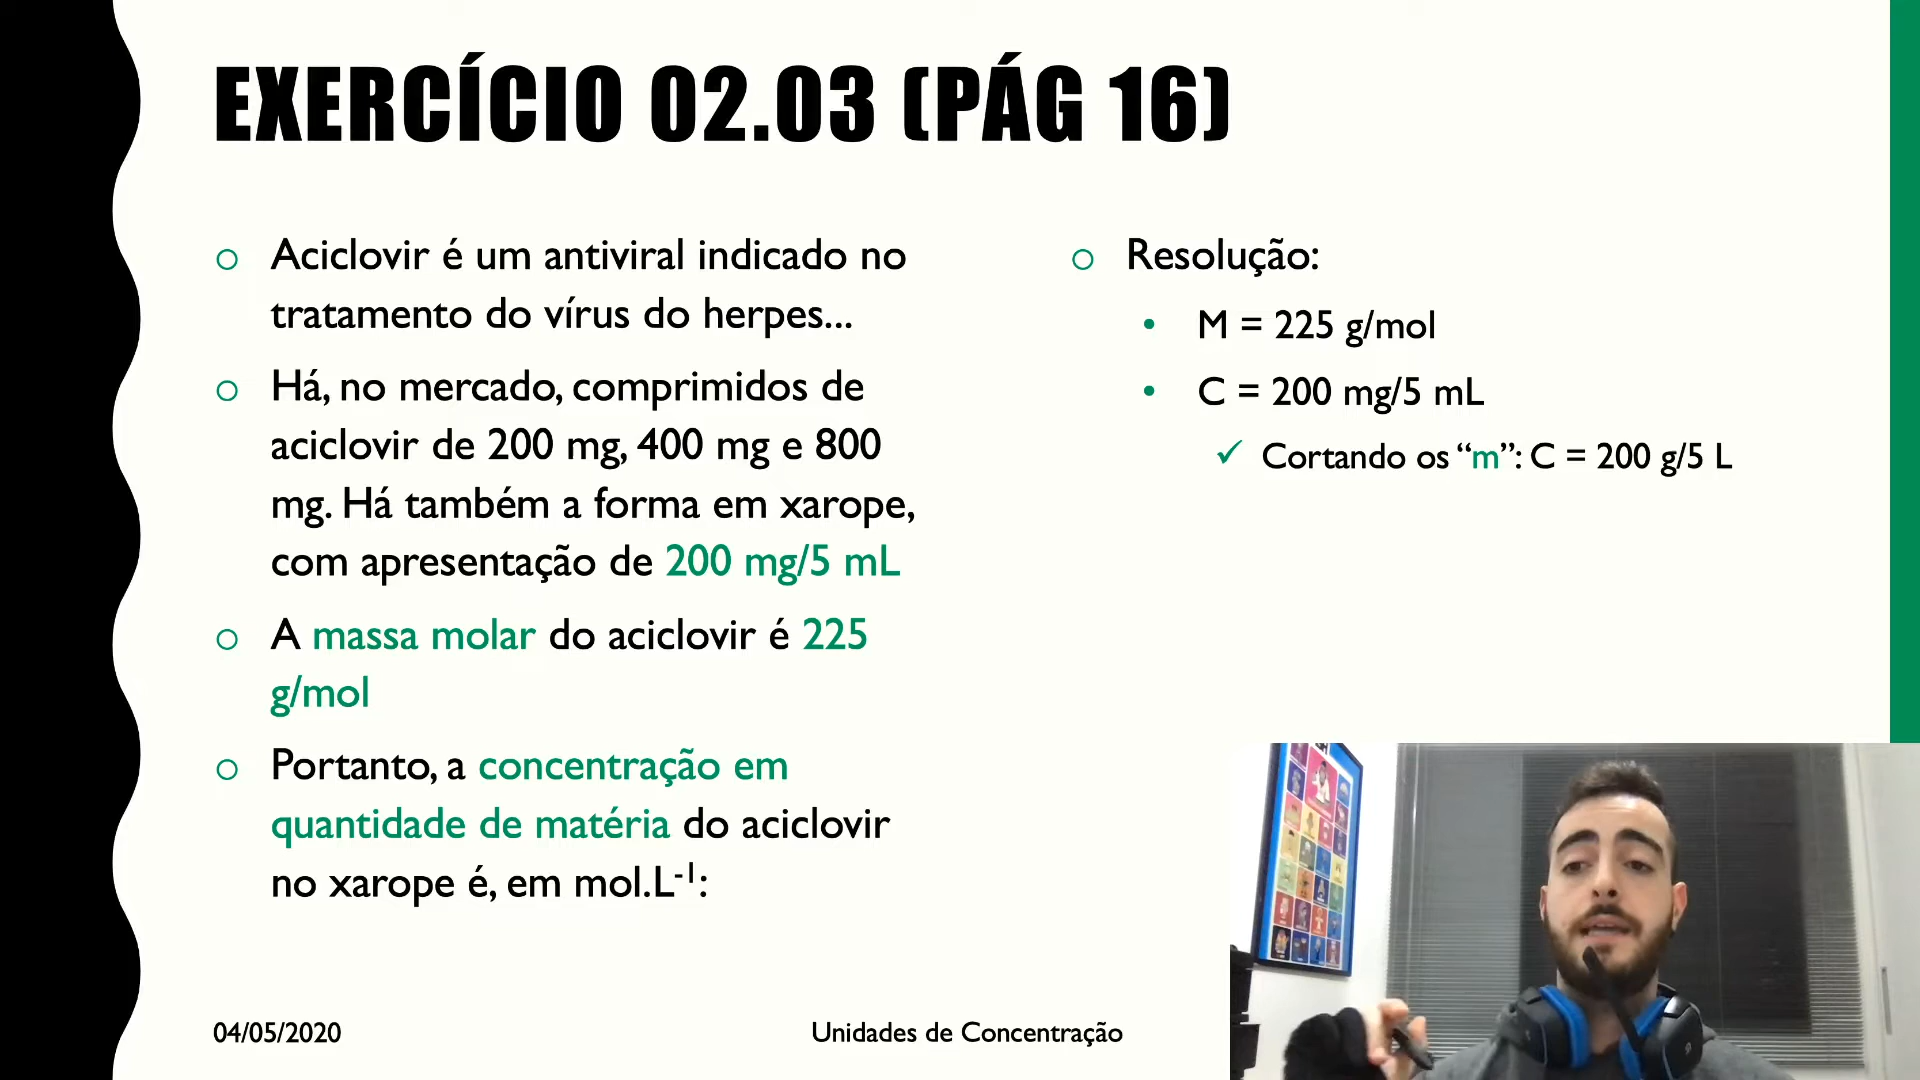 EXERCÍCIO 02.03 (PÁG 16)
Aciclovir é um antiviral indicado no
tratamento do vírus do herpes...
Há, no mercado, comprimidos de
aciclovir de 200 mg, 400 mg e 800
mg. Há também a forma em xarope,
com apresentação de 200 mg/5 mL
A massa molar do aciclovir é 225
g/mol
Portanto, a concentração em
quantidade de matéria do aciclovir
no xarope é, em mol.L⁻¹:
Resolução:
M = 225 g/mol
C = 200 mg/5 mL
Cortando os “m”: C = 200 g/5 L
04/05/2020
Unidades de Concentração